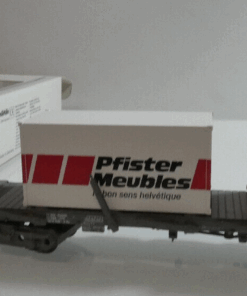 Pfister
Meubles
bon sens helvétique